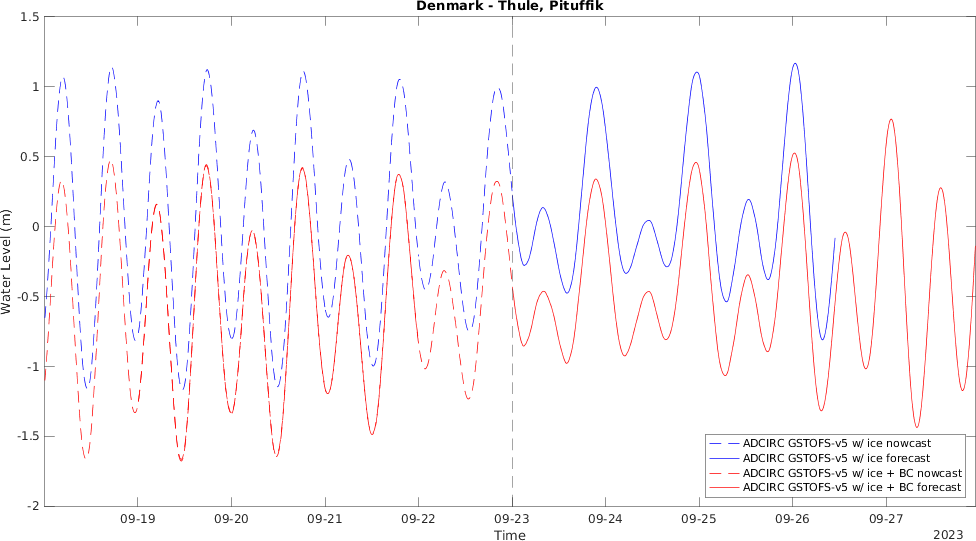 Denmark - Thule, Pituffik
1.5
1
0.5
0
-0.5
-1
-1.5
-2
Water Level (m)
09-19
09-20
09-21
09-22
09-23
09-24
09-25
09-26
09-27
Time
2023
ADCIRC GSTOFS-v5 w/ ice nowcast
ADCIRC GSTOFS-v5 w/ ice forecast
ADCIRC GSTOFS-v5 w/ ice + BC nowcast
ADCIRC GSTOFS-v5 w/ ice + BC forecast